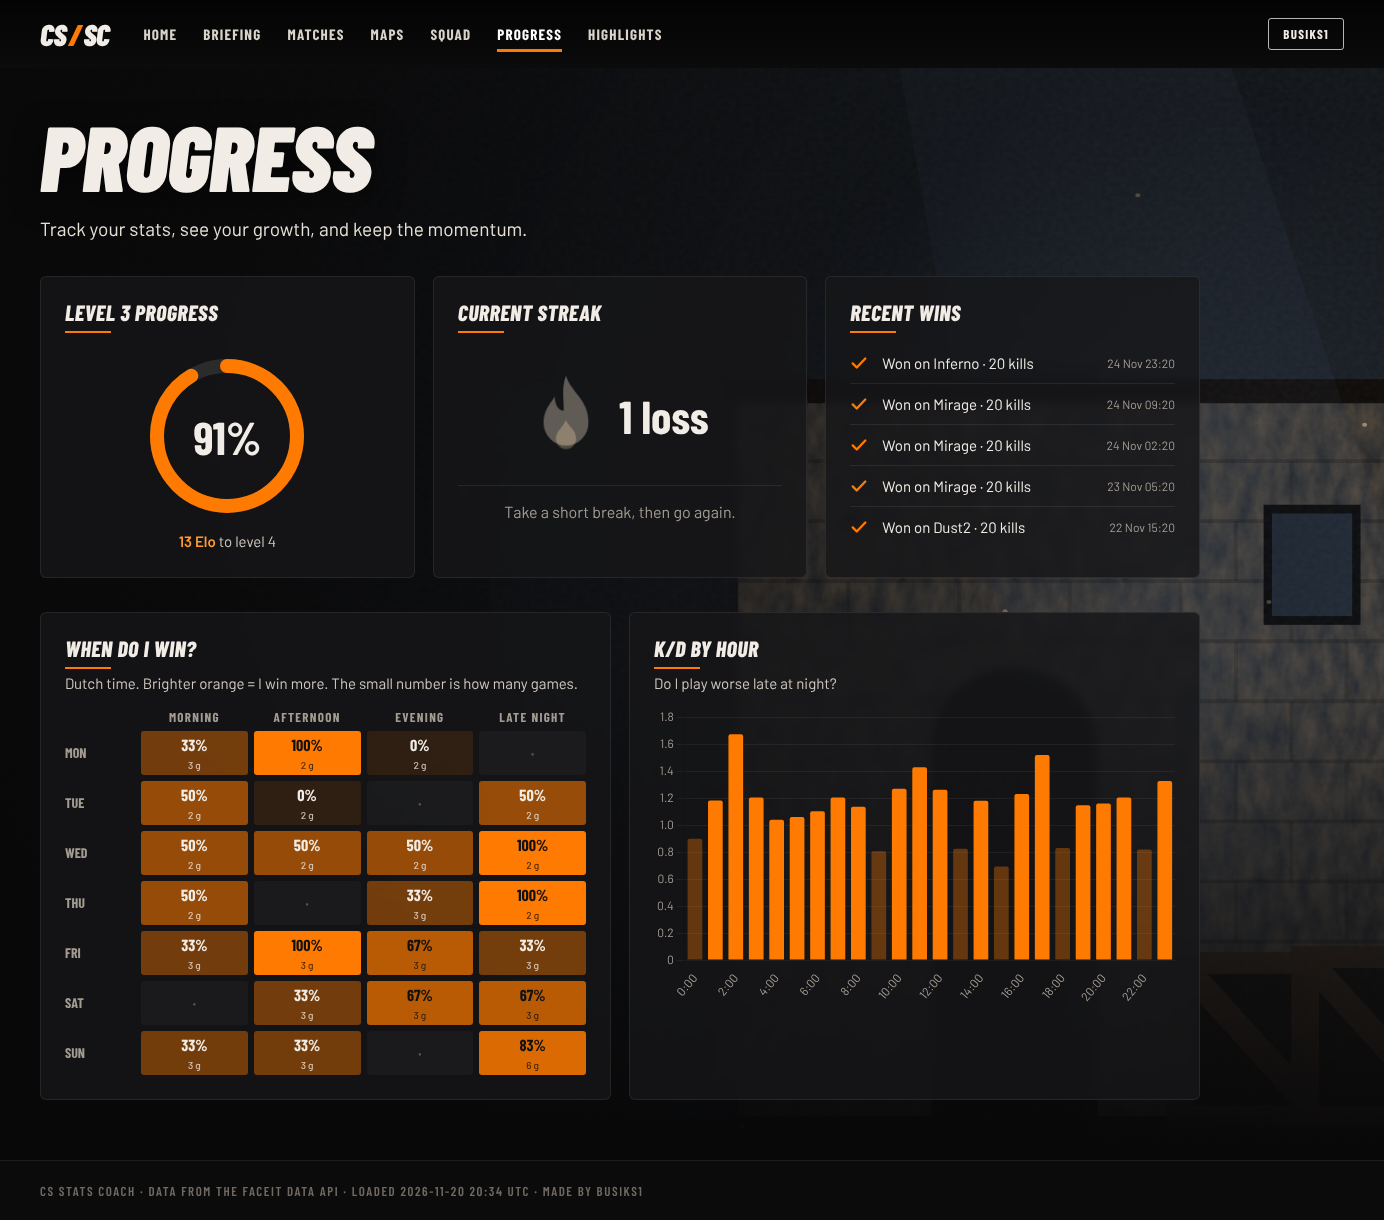 CS/SC HOME BRIEFING MATCHES MAPS SQUAD PROGRESS HIGHLIGHTS BUSIKS1
PROGRESS
Track your stats, see your growth, and keep the momentum.
LEVEL 3 PROGRESS
91%
13 Elo to level 4
CURRENT STREAK
1 loss
Take a short break, then go again.
RECENT WINS
Won on Inferno · 20 kills 24 Nov 23:20
Won on Mirage · 20 kills 24 Nov 09:20
Won on Mirage · 20 kills 24 Nov 02:20
Won on Mirage · 20 kills 23 Nov 05:20
Won on Dust2 · 20 kills 22 Nov 15:20
WHEN DO I WIN?
Dutch time. Brighter orange = I win more. The small number is how many games.
MORNING AFTERNOON EVENING LATE NIGHT
MON 33% 100% 0% ·
3 g 2 g 2 g
TUE 50% 0% · 50%
2 g 2 g 2 g
WED 50% 50% 50% 100%
2 g 2 g 2 g 2 g
THU 50% · 33% 100%
2 g 3 g 2 g
FRI 33% 100% 67% 33%
3 g 3 g 3 g 3 g
SAT · 33% 67% 67%
3 g 3 g 3 g
SUN 33% 33% · 83%
3 g 3 g 6 g
K/D BY HOUR
Do I play worse late at night?
1.8
1.6
1.4
1.2
1.0
0.8
0.6
0.4
0.2
0
0:00 2:00 4:00 6:00 8:00 10:00 12:00 14:00 16:00 18:00 20:00 22:00
CS STATS COACH · DATA FROM THE FACEIT DATA API · LOADED 2026-11-20 20:34 UTC · MADE BY BUSIKS1